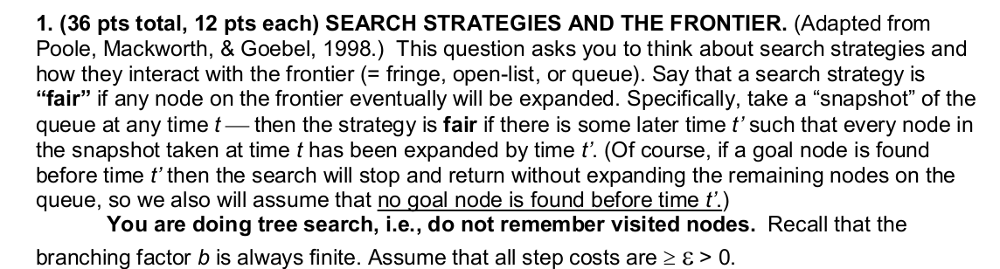 1. (36 pts total, 12 pts each) SEARCH STRATEGIES AND THE FRONTIER. (Adapted from
Poole, Mackworth, & Goebel, 1998.)  This question asks you to think about search strategies and
how they interact with the frontier (= fringe, open-list, or queue). Say that a search strategy is
“fair” if any node on the frontier eventually will be expanded. Specifically, take a “snapshot” of the
queue at any time t — then the strategy is fair if there is some later time t’ such that every node in
the snapshot taken at time t has been expanded by time t’. (Of course, if a goal node is found
before time t’ then the search will stop and return without expanding the remaining nodes on the
queue, so we also will assume that no goal node is found before time t’.)
You are doing tree search, i.e., do not remember visited nodes.  Recall that the
branching factor b is always finite. Assume that all step costs are ≥ ε > 0.